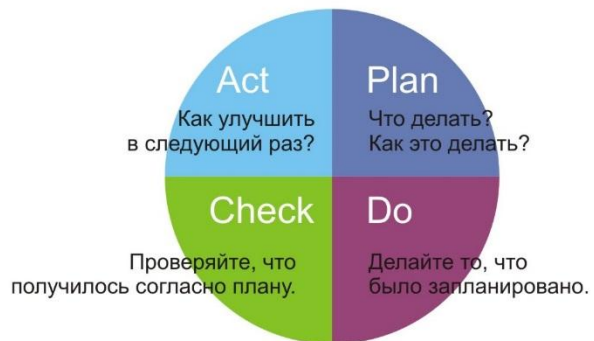 Act
Как улучшить
в следующий раз?
Plan
Что делать?
Как это делать?
Check
Проверяйте, что
получилось согласно плану.
Do
Делайте то, что
было запланировано.